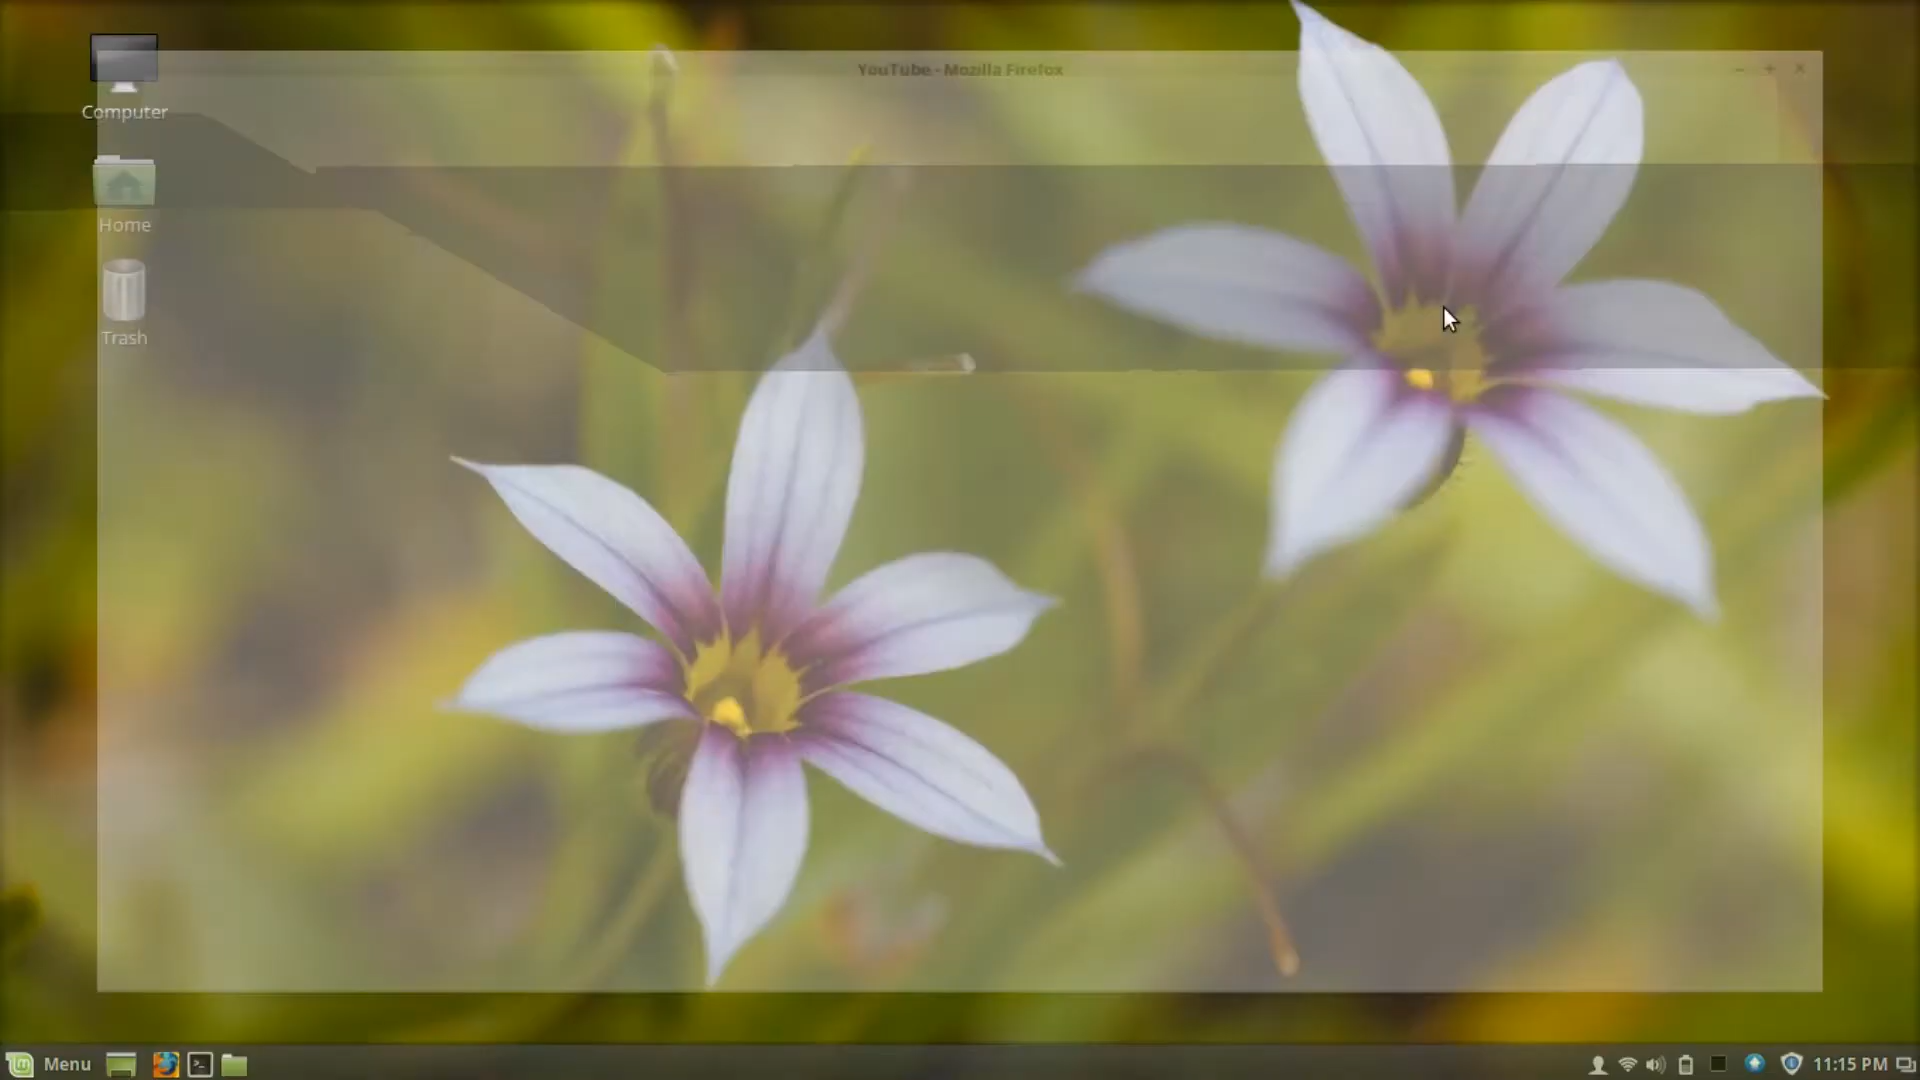 YouTube - Mozilla Firefox
Computer
Home
Trash
Menu
11:15 PM